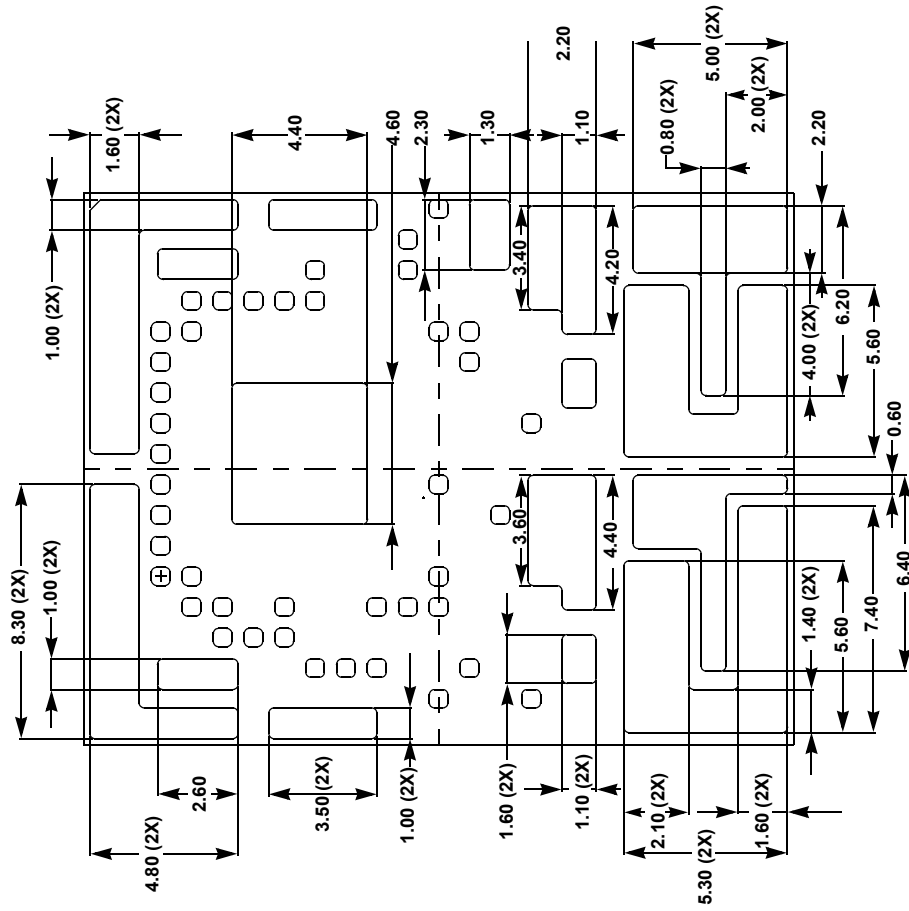 1.60 (2X)
4.40
4.60
2.30
1.30
2.20
1.10
0.80 (2X)
5.00 (2X)
2.00 (2X)
2.20
1.00 (2X)
3.40
4.20
4.00 (2X)
6.20
5.60
0.60
8.30 (2X)
1.00 (2X)
3.60
4.40
1.40 (2X)
5.60
7.40
6.40
4.80 (2X)
2.60
3.50 (2X)
1.00 (2X)
1.60 (2X)
1.10 (2X)
2.10 (2X)
5.30 (2X)
1.60 (2X)